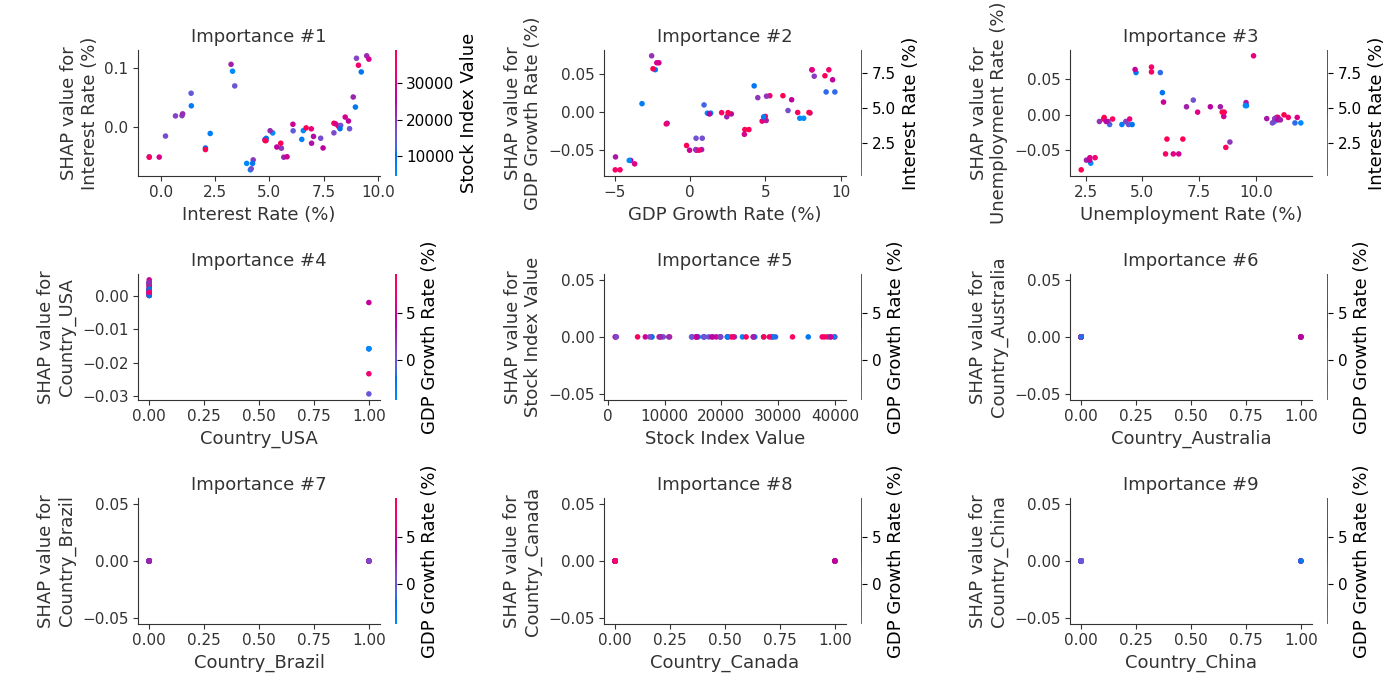 Importance #1
SHAP value for
Interest Rate (%)
0.1
0.0
0.0
2.5
5.0
7.5
10.0
Interest Rate (%)
30000
20000
10000
Stock Index Value
Importance #2
SHAP value for
GDP Growth Rate (%)
0.05
0.00
−0.05
−5
0
5
10
GDP Growth Rate (%)
7.5
5.0
2.5
Interest Rate (%)
Importance #3
SHAP value for
Unemployment Rate (%)
0.05
0.00
−0.05
2.5
5.0
7.5
10.0
Unemployment Rate (%)
7.5
5.0
2.5
Interest Rate (%)
Importance #4
SHAP value for
Country_USA
0.00
−0.01
−0.02
−0.03
0.00
0.25
0.50
0.75
1.00
Country_USA
5
0
GDP Growth Rate (%)
Importance #5
SHAP value for
Stock Index Value
0.05
0.00
−0.05
0
10000
20000
30000
40000
Stock Index Value
5
0
GDP Growth Rate (%)
Importance #6
SHAP value for
Country_Australia
0.05
0.00
−0.05
0.00
0.25
0.50
0.75
1.00
Country_Australia
5
0
GDP Growth Rate (%)
Importance #7
SHAP value for
Country_Brazil
0.05
0.00
−0.05
0.00
0.25
0.50
0.75
1.00
Country_Brazil
5
0
GDP Growth Rate (%)
Importance #8
SHAP value for
Country_Canada
0.05
0.00
−0.05
0.00
0.25
0.50
0.75
1.00
Country_Canada
5
0
GDP Growth Rate (%)
Importance #9
SHAP value for
Country_China
0.05
0.00
−0.05
0.00
0.25
0.50
0.75
1.00
Country_China
5
0
GDP Growth Rate (%)